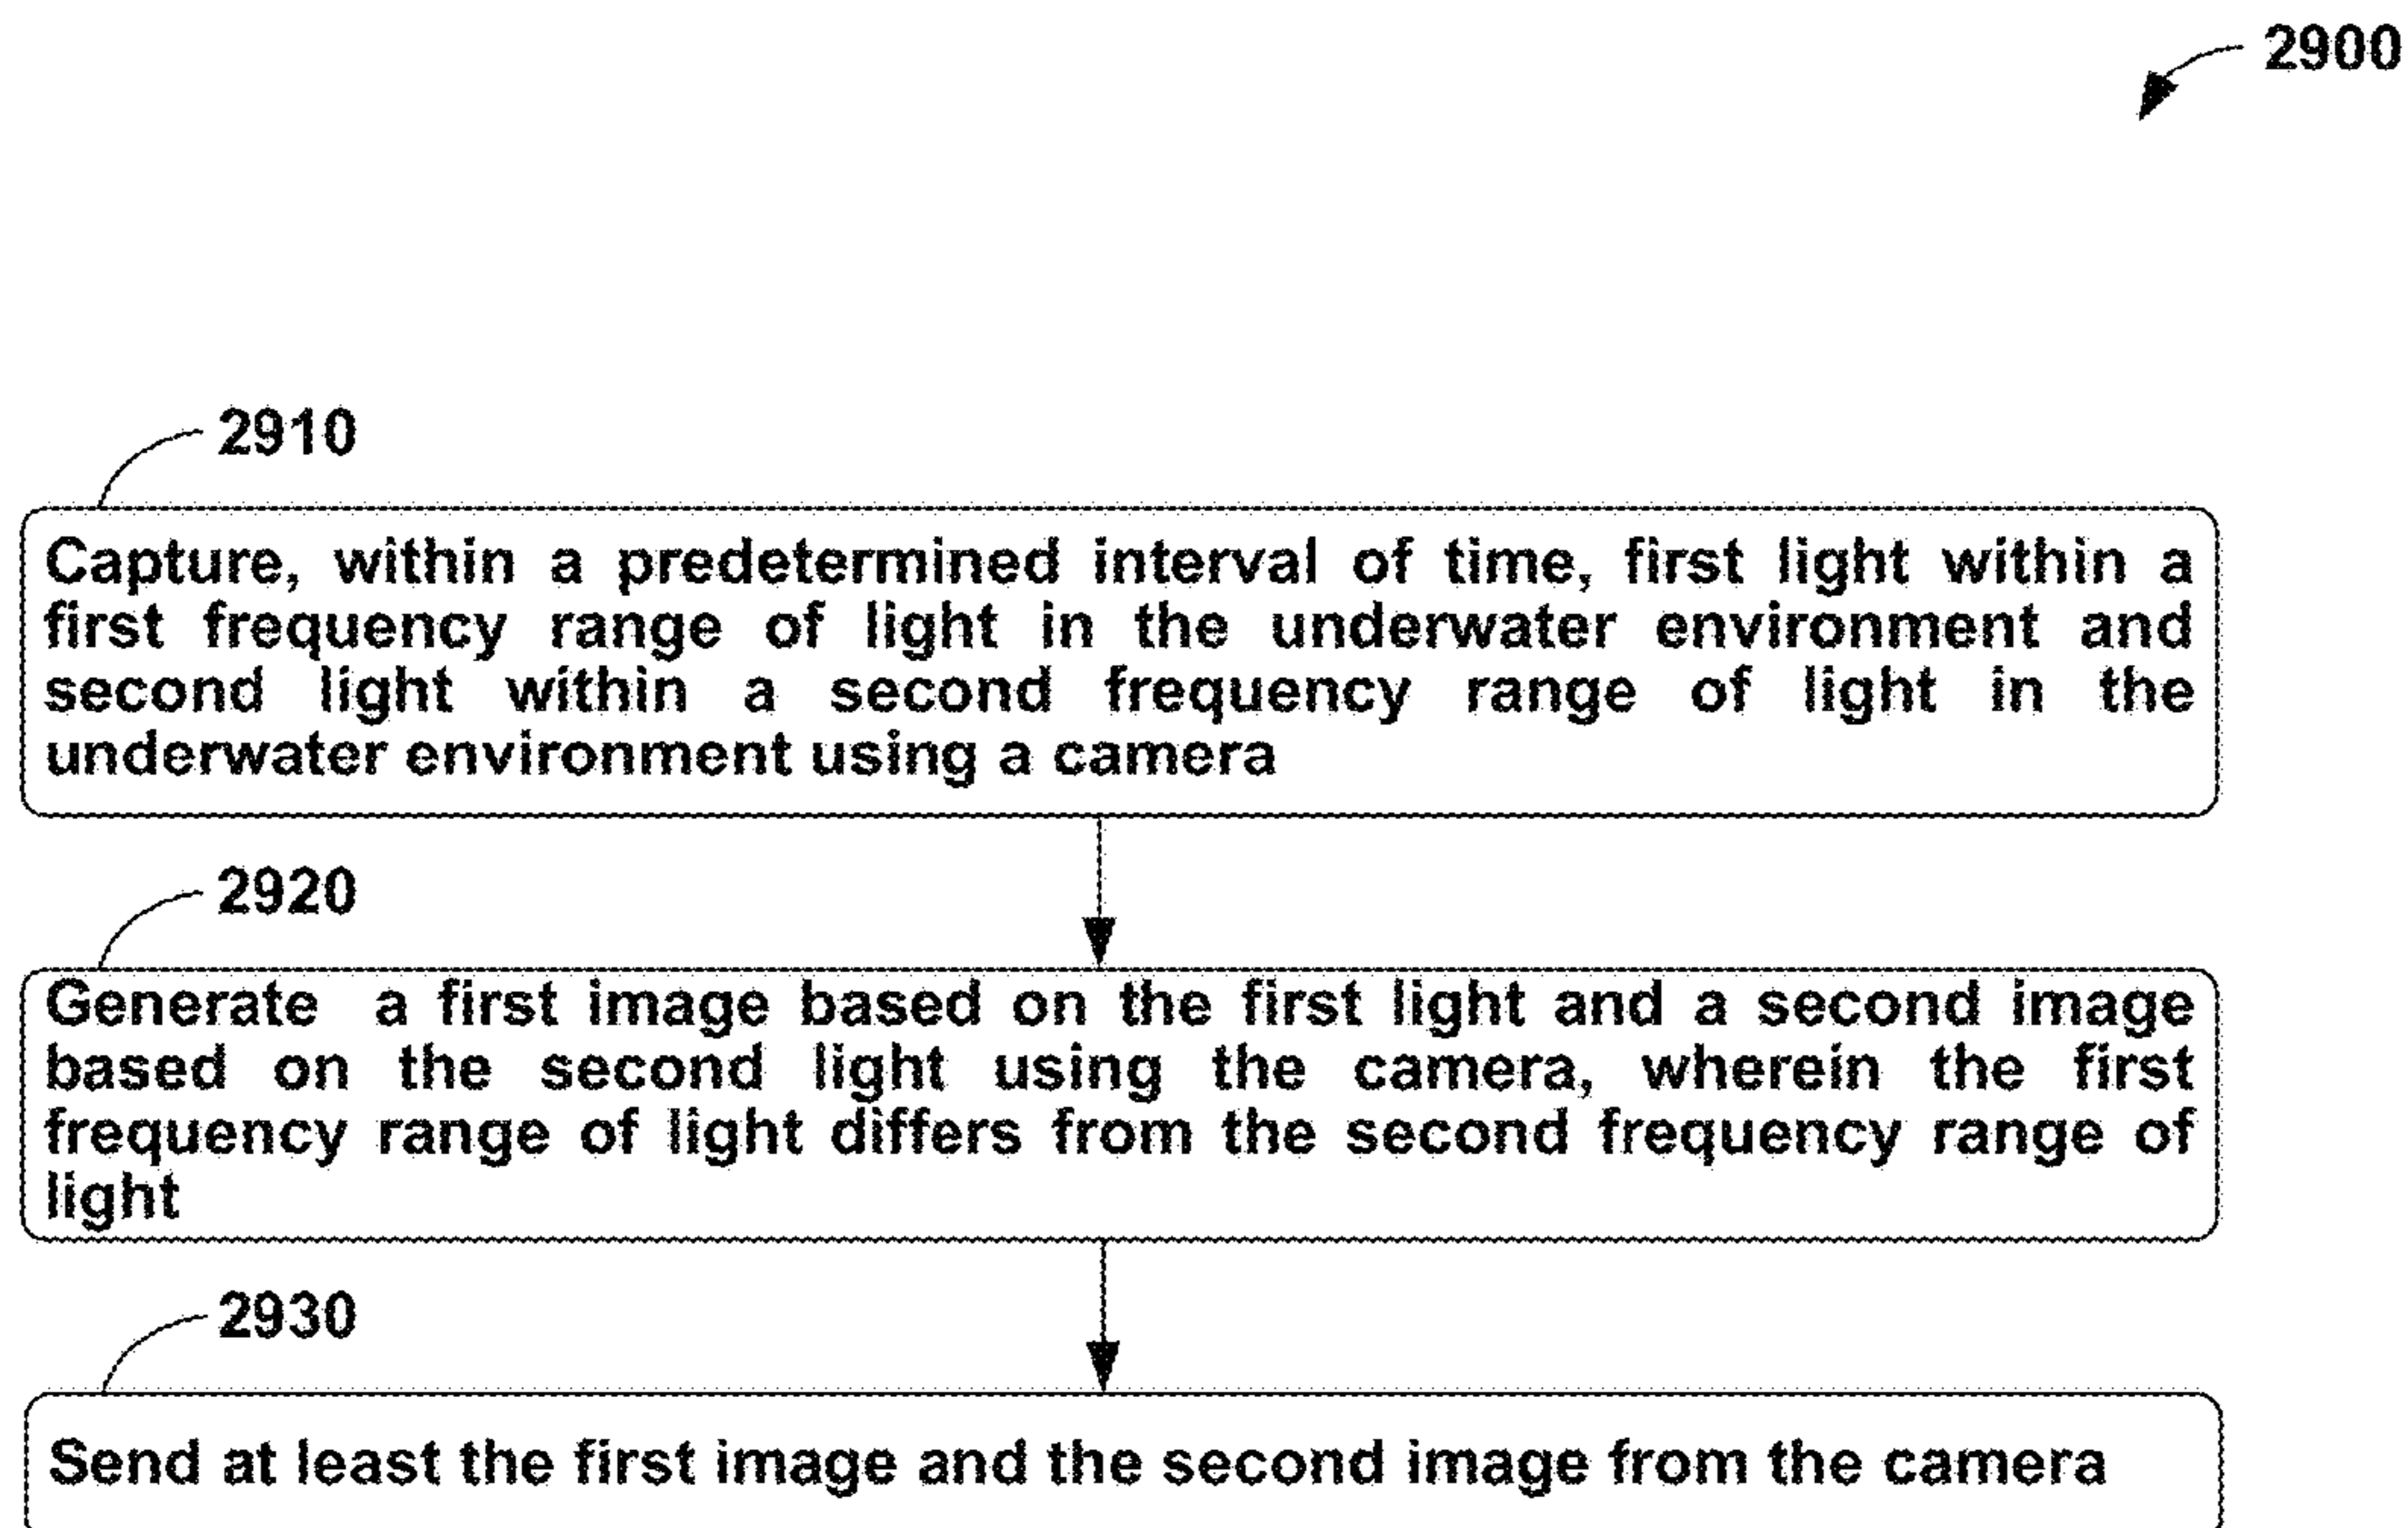 2900
2910
Capture, within a predetermined interval of time, first light within a
first frequency range of light in the underwater environment and
second light within a second frequency range of light in the
underwater environment using a camera
2920
Generate a first image based on the first light and a second image
based on the second light using the camera, wherein the first
frequency range of light differs from the second frequency range of
light
2930
Send at least the first image and the second image from the camera